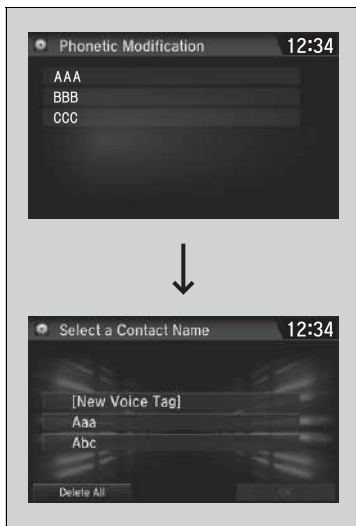 Phonetic Modification 12:34
AAA
BBB
CCC
Select a Contact Name 12:34
[New Voice Tag]
Aaa
Abc
Delete All OK